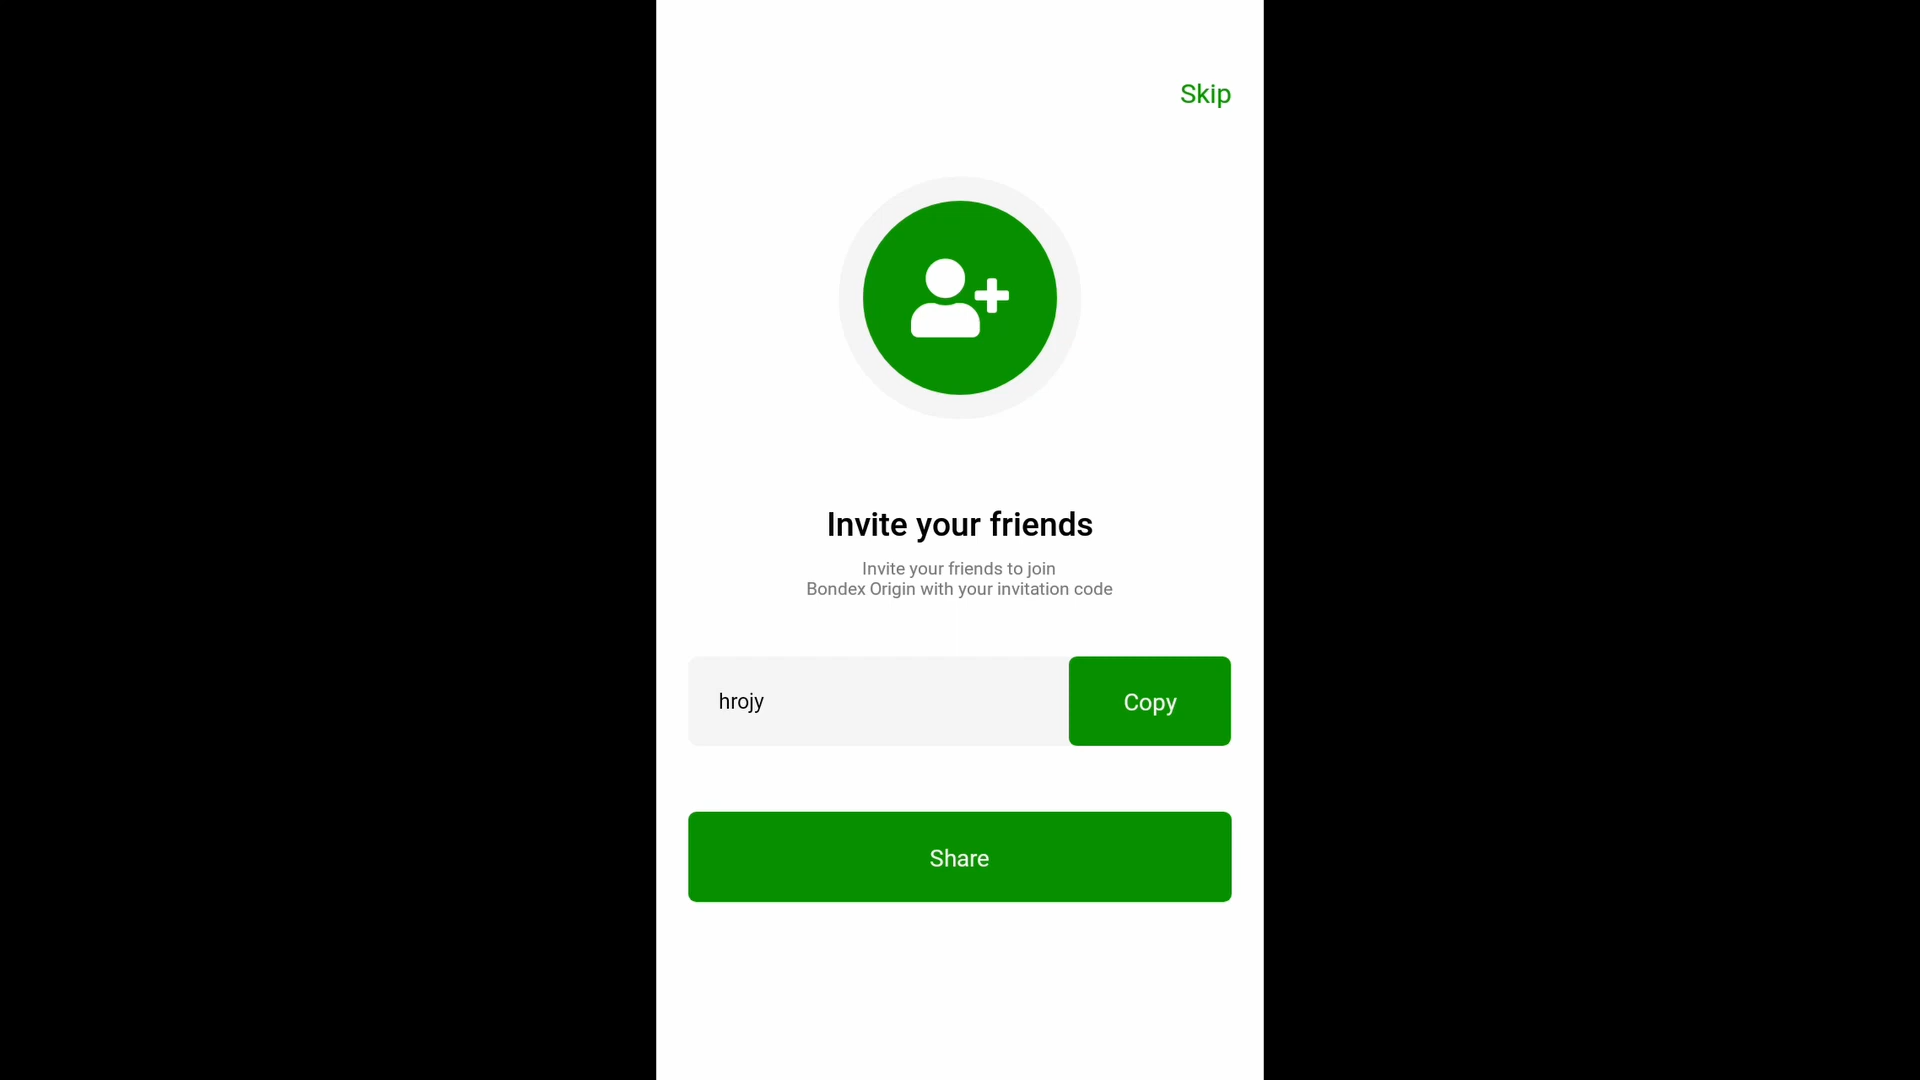 Skip
Invite your friends
Invite your friends to join
Bondex Origin with your invitation code
hrojy
Copy
Share